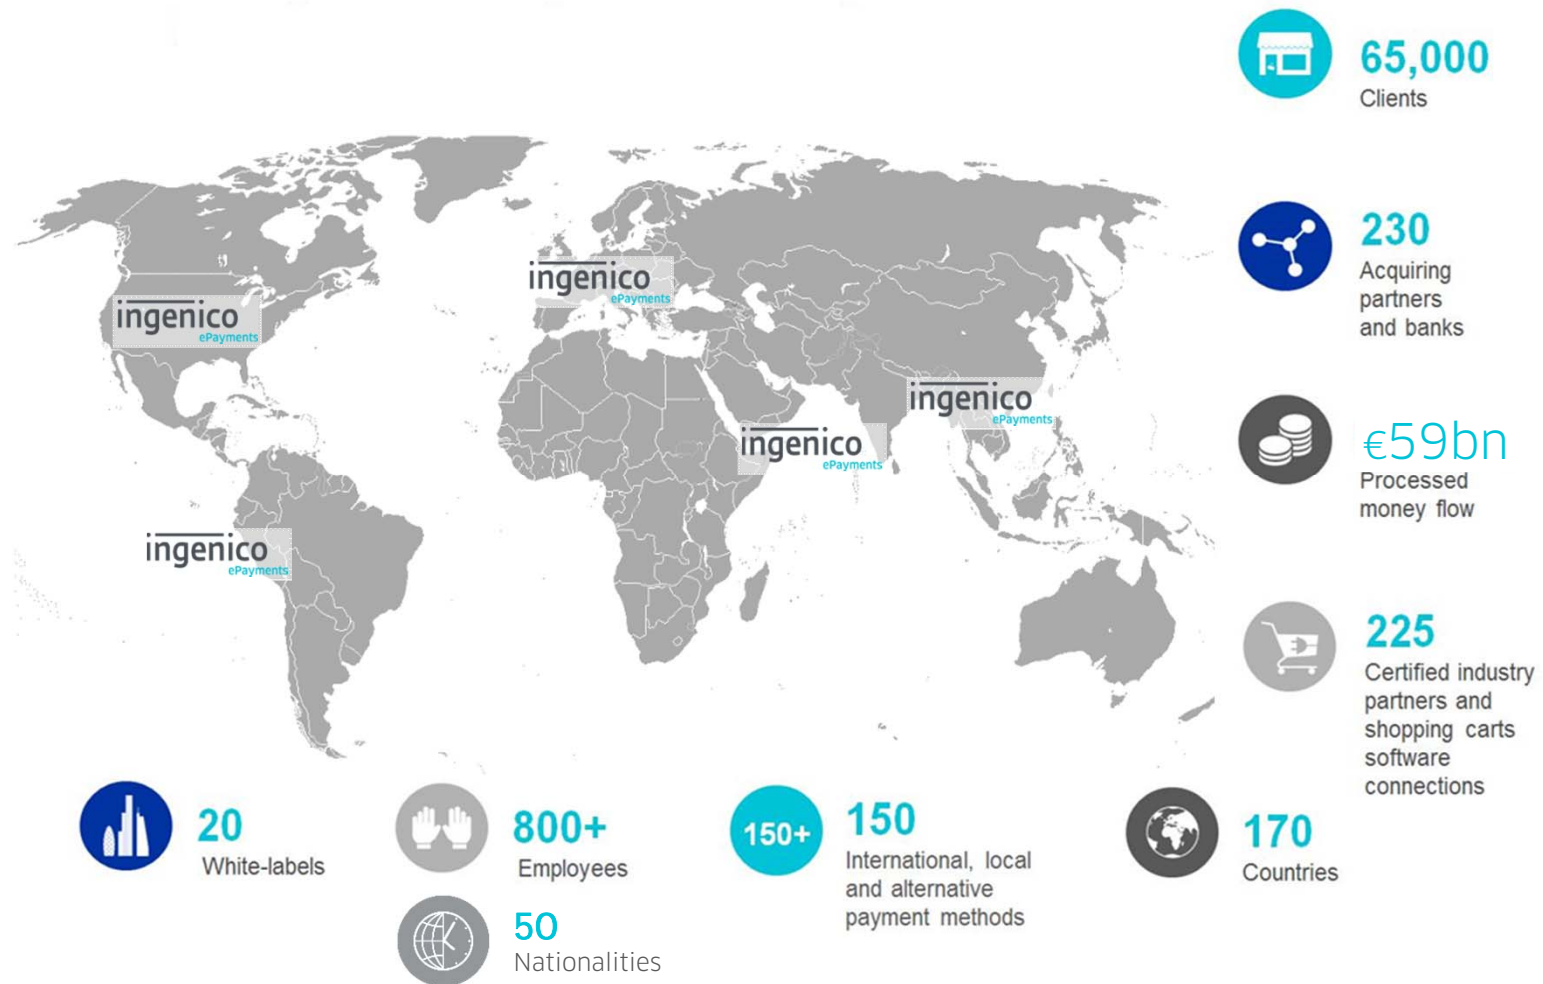 65,000
Clients
230
Acquiring
partners
and banks
€59bn
Processed
money flow
225
Certified industry
partners and
shopping carts
software
connections
ingenico
ePayments
ingenico
ePayments
ingenico
ePayments
ingenico
ePayments
ingenico
ePayments
20
White-labels
800+
Employees
50
Nationalities
150+
150
International, local
and alternative
payment methods
170
Countries